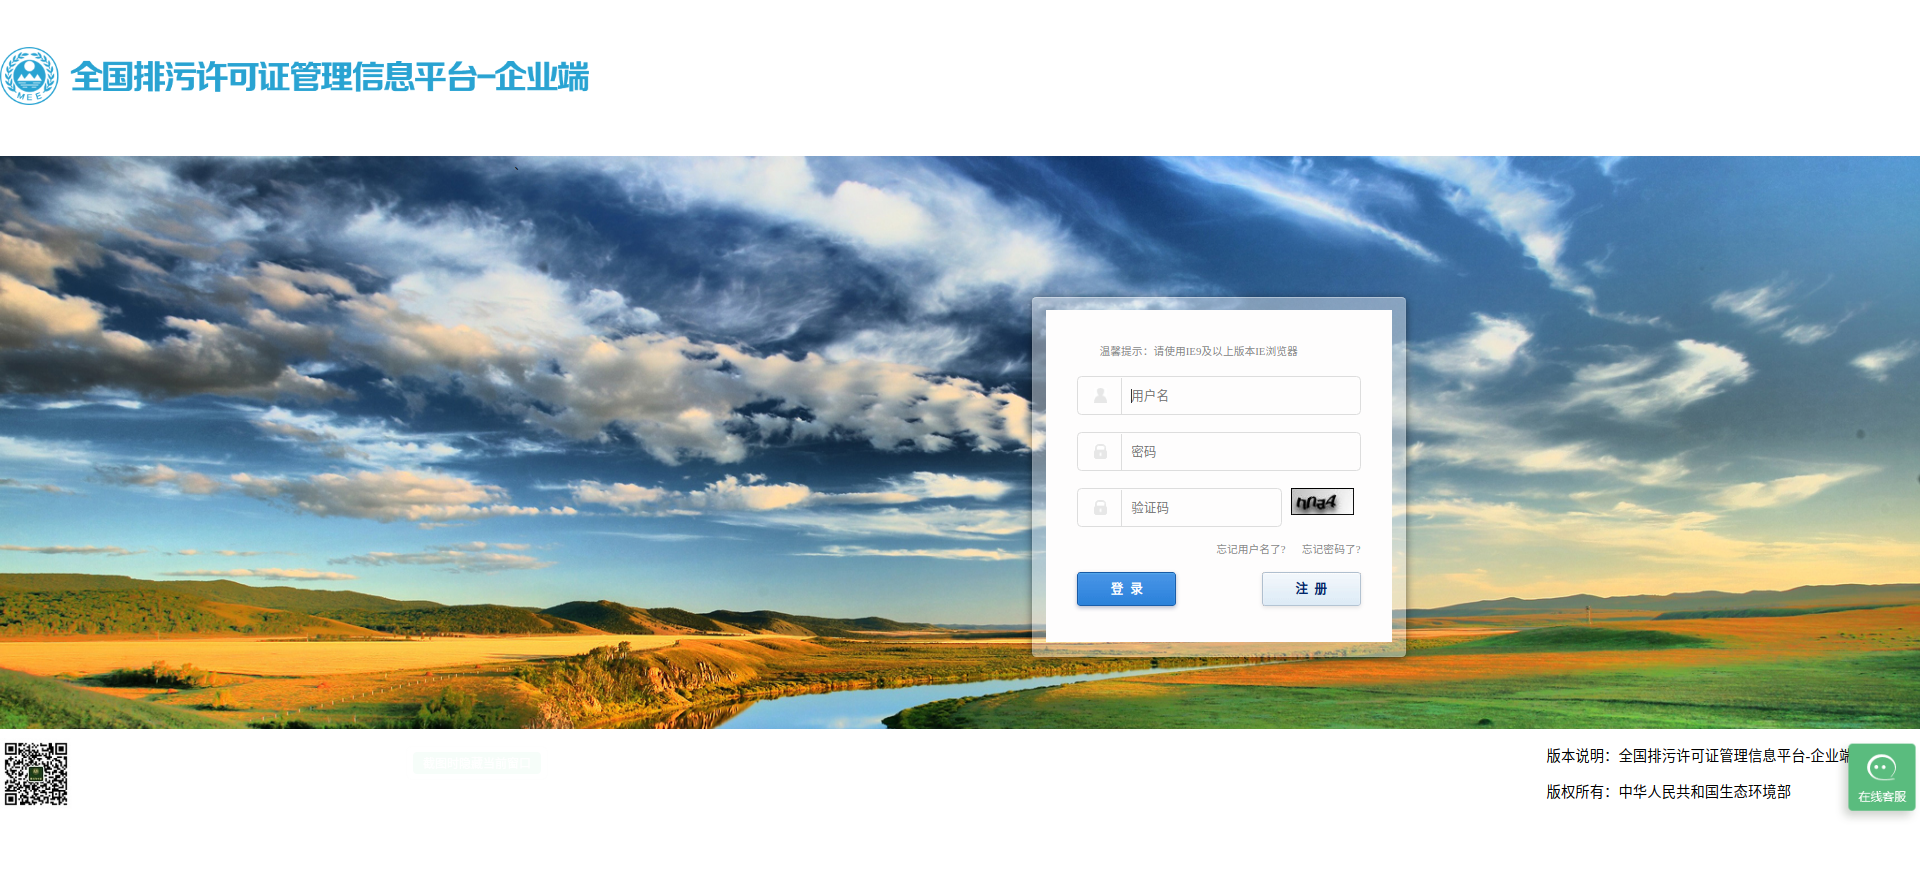 MEE
全国排污许可证管理信息平台-企业端
温馨提示：请使用IE9及以上版本IE浏览器
用户名
密码
验证码
忘记用户名了? 忘记密码了?
登 录 注 册
版本说明：全国排污许可证管理信息平台-企业端
版权所有：中华人民共和国生态环境部
在线客服